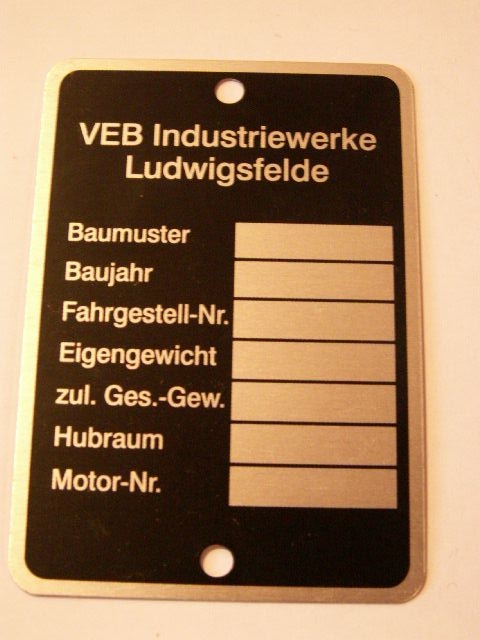 VEB Industriewerke
Ludwigsfelde
Baumuster
Baujahr
Fahrgestell-Nr.
Eigengewicht
zul. Ges.-Gew.
Hubraum
Motor-Nr.